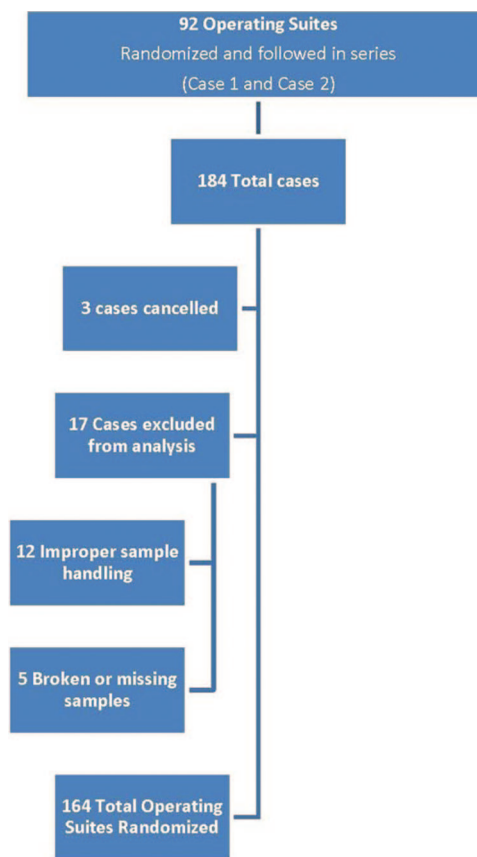 92 Operating Suites
Randomized and followed in series
(Case 1 and Case 2)
184 Total cases
3 cases cancelled
17 Cases excluded
from analysis
12 Improper sample
handling
5 Broken or missing
samples
164 Total Operating
Suites Randomized